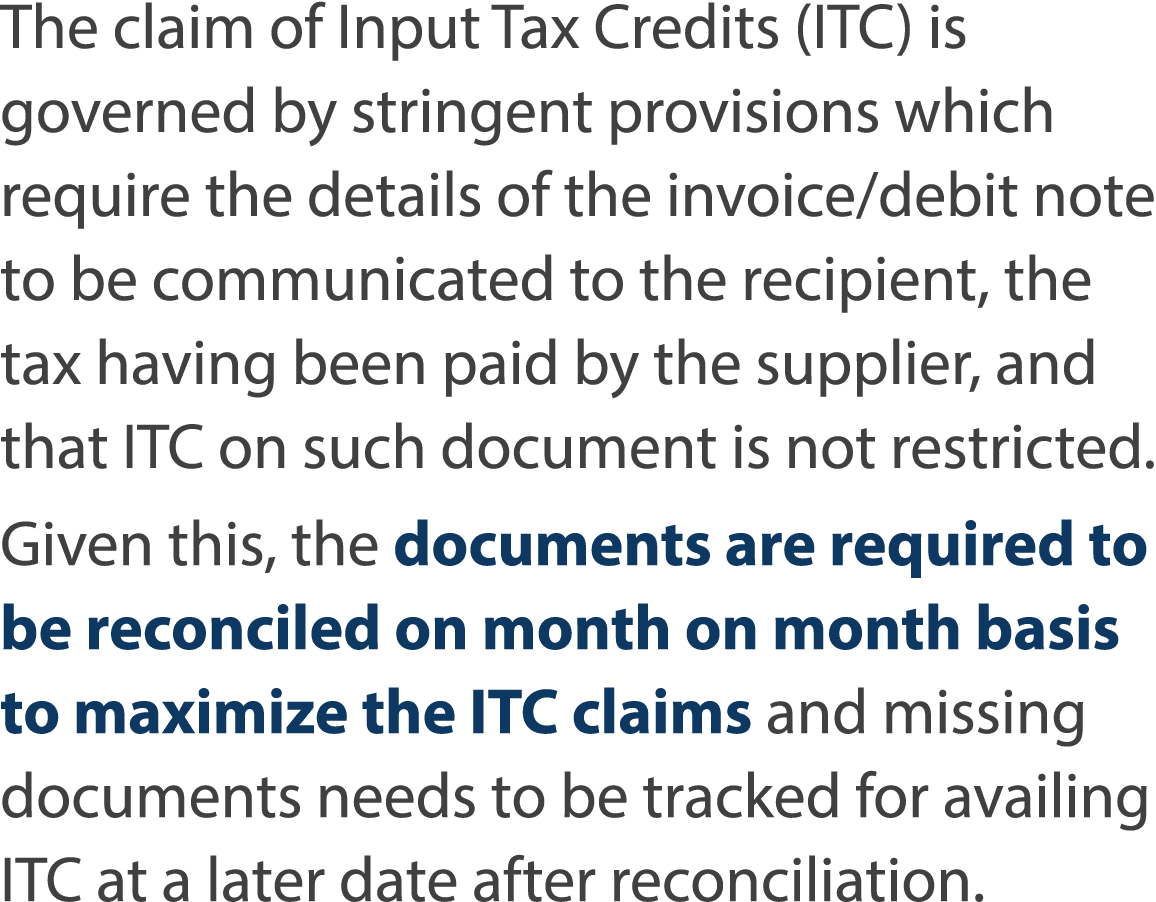 The claim of Input Tax Credits (ITC) is
governed by stringent provisions which
require the details of the invoice/debit note
to be communicated to the recipient, the
tax having been paid by the supplier, and
that ITC on such document is not restricted.
Given this, the documents are required to
be reconciled on month on month basis
to maximize the ITC claims and missing
documents needs to be tracked for availing
ITC at a later date after reconciliation.